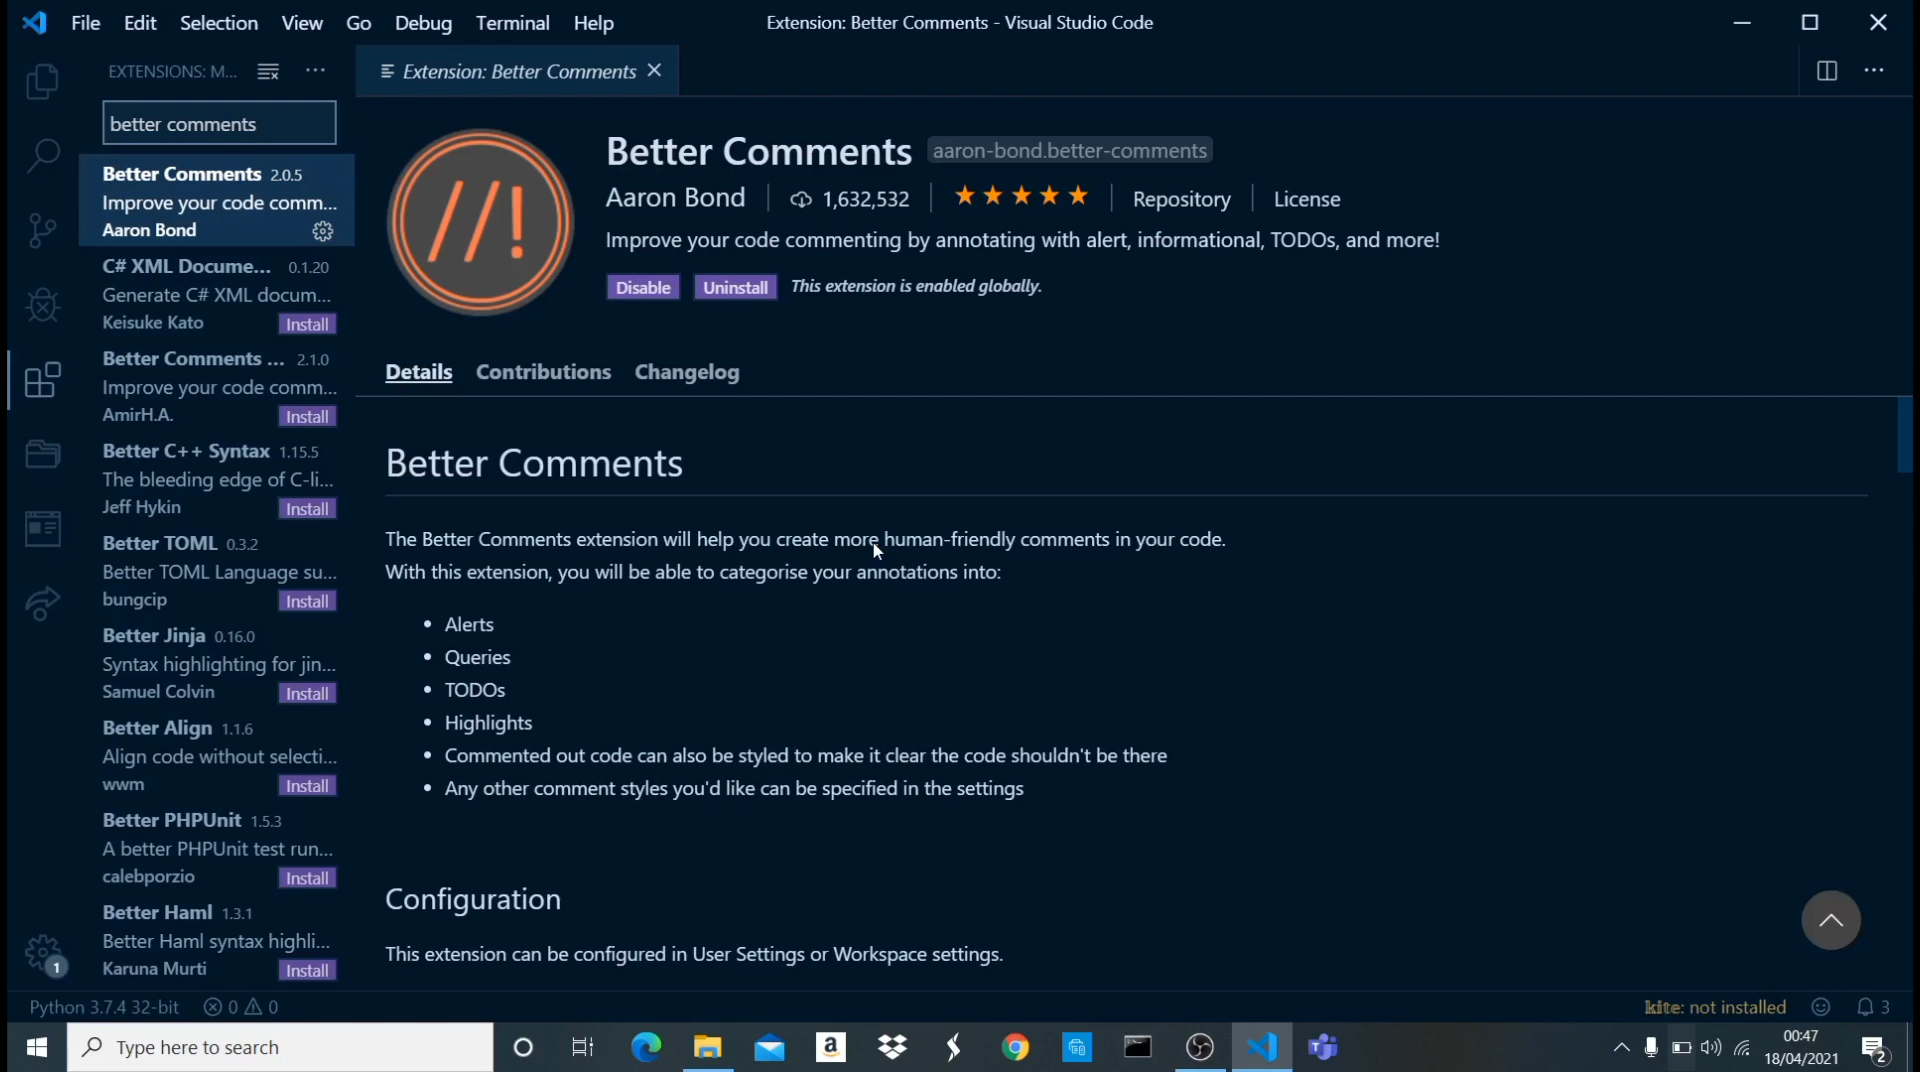 File Edit Selection View Go Debug Terminal Help
Extension: Better Comments - Visual Studio Code
EXTENSIONS: M...
Extension: Better Comments
better comments
Better Comments 2.0.5
Improve your code comm...
Aaron Bond
C# XML Docume... 0.1.20
Generate C# XML docum...
Keisuke Kato Install
Better Comments ... 2.1.0
Improve your code comm...
AmirH.A. Install
Better C++ Syntax 1.15.5
The bleeding edge of C-li...
Jeff Hykin Install
Better TOML 0.3.2
Better TOML Language su...
bungcip Install
Better Jinja 0.16.0
Syntax highlighting for jin...
Samuel Colvin Install
Better Align 1.1.6
Align code without selecti...
wwm Install
Better PHPUnit 1.5.3
A better PHPUnit test run...
calebporzio Install
Better Haml 1.3.1
Better Haml syntax highli...
Karuna Murti Install
//!
Better Comments aaron-bond.better-comments
Aaron Bond 1,632,532 Repository License
Improve your code commenting by annotating with alert, informational, TODOs, and more!
Disable Uninstall This extension is enabled globally.
Details Contributions Changelog
Better Comments
The Better Comments extension will help you create more human-friendly comments in your code.
With this extension, you will be able to categorise your annotations into:
• Alerts
• Queries
• TODOs
• Highlights
• Commented out code can also be styled to make it clear the code shouldn't be there
• Any other comment styles you'd like can be specified in the settings
Configuration
This extension can be configured in User Settings or Workspace settings.
1
Python 3.7.4 32-bit 0 0
kite: not installed 3
Type here to search
a
00:47
18/04/2021
2